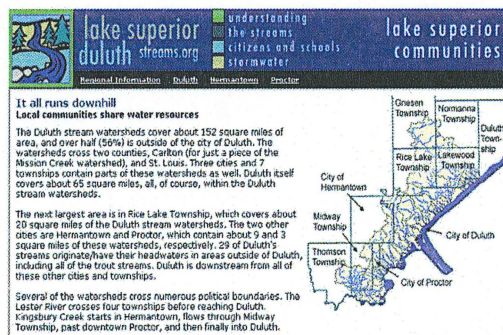 lake superior
duluth streams.org
understanding
the streams
citizens and schools
stormwater
lake superior
communities
Regional Information Duluth Hermantown Proctor
It all runs downhill
Local communities share water resources
The Duluth stream watersheds cover about 152 square miles of
area, and over half (56%) is outside of the city of Duluth. The
watersheds cross two counties, Carlton (for just a piece of the
Mission Creek watershed), and St. Louis. Three cities and 7
townships contain parts of these watersheds as well. Duluth itself
covers about 65 square miles, all, of course, within the Duluth
stream watersheds.
The next largest area is in Rice Lake Township, which covers about
20 square miles of the Duluth stream watersheds. The two other
cities are Hermantown and Proctor, which contain about 9 and 3
square miles of these watersheds, respectively. 29 of Duluth's
streams originate/have their headwaters in areas outside of Duluth,
including all of the trout streams. Duluth is downstream from all of
these other cities and townships.
Several of the watersheds cross numerous political boundaries. The
Lester River crosses four townships before reaching Duluth.
Kingsbury Creek starts in Hermantown, flows through Midway
Township, past downtown Proctor, and then finally into Duluth.
Gnesen
Township
Normanna
Township
Duluth
Town-
ship
Rice Lake
Township
Lakewood
Township
City of
Hermantown
Midway
Township
Thomson
Township
City of Duluth
City of Proctor